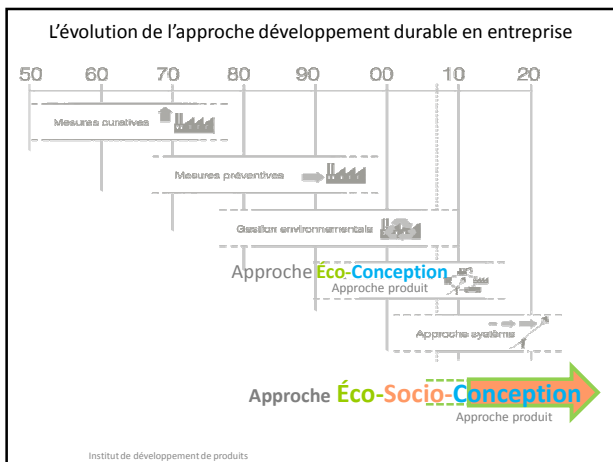 L’évolution de l’approche développement durable en entreprise
50 60 70 80 90 00 10 20
Mesures curatives
Mesures préventives
Gestion environnementale
Approche Éco-Conception
Approche produit
Approche système
Approche Éco-Socio-Conception
Approche produit
Institut de développement de produits